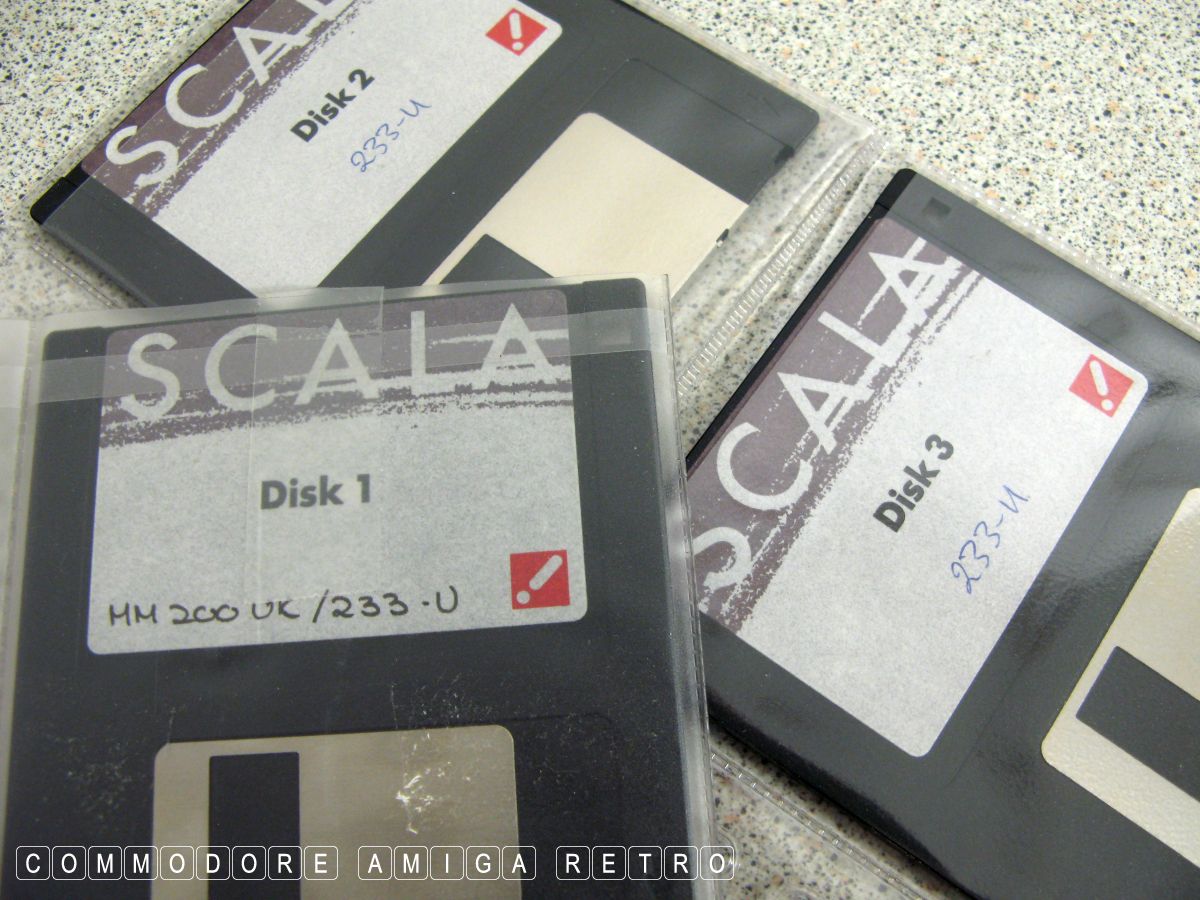 SCALA
Disk 2
233-U
SCALA
Disk 1
MM 200 UK /233-U
SCALA
Disk 3
233-U
COMMODORE AMIGA RETRO